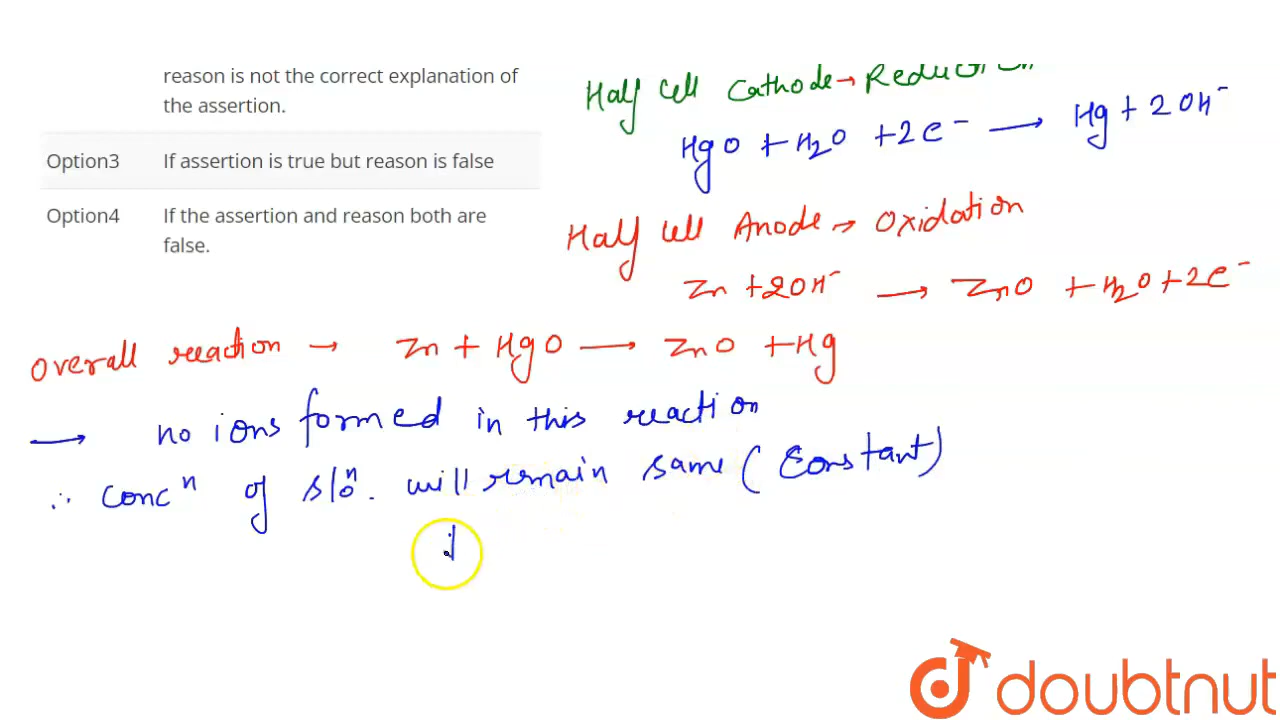 reason is not the correct explanation of
the assertion.
Option3 If assertion is true but reason is false
Option4 If the assertion and reason both are
false.
Half cell Cathode → Reduction
HgO + H2O + 2e⁻ → Hg + 2OH⁻
Half cell Anode → Oxidation
Zn + 2OH⁻ → ZnO + H2O + 2e⁻
Overall reaction → Zn + HgO → ZnO + Hg
→ no ions formed in this reaction
∴ concⁿ of s/oⁿ. will remain same (Constant)
doubtnut